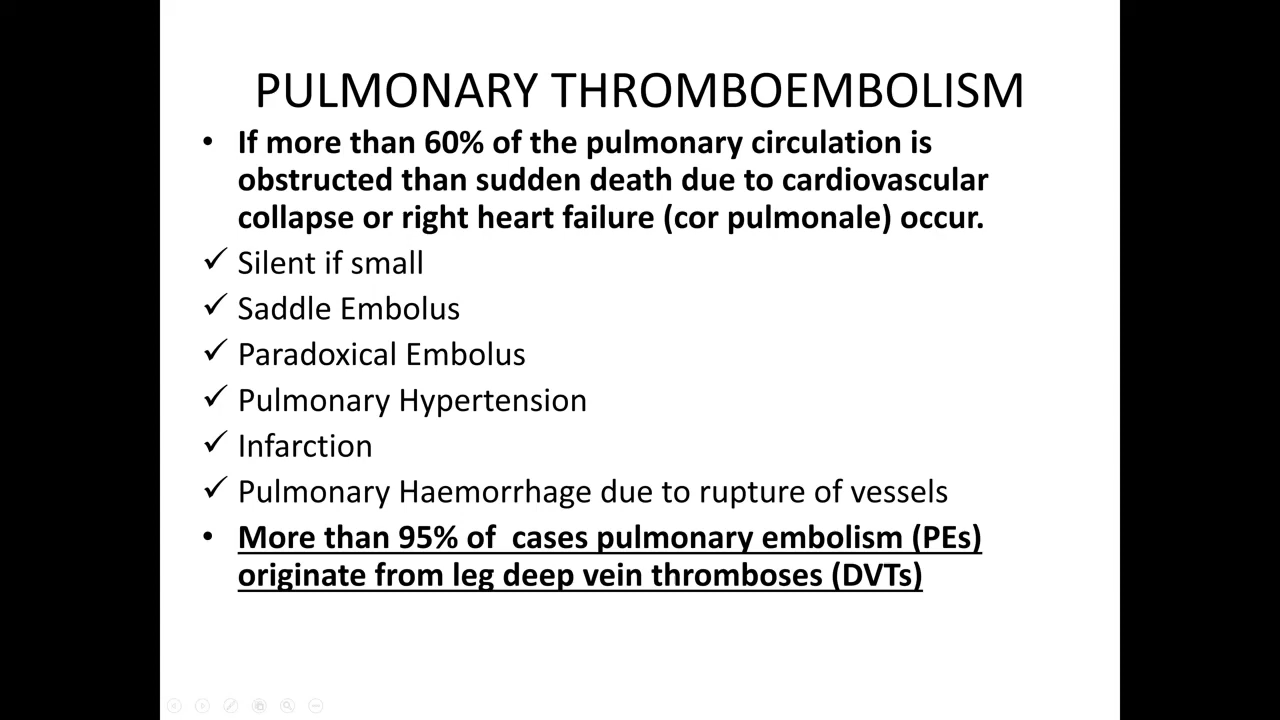 PULMONARY THROMBOEMBOLISM
• If more than 60% of the pulmonary circulation is
obstructed than sudden death due to cardiovascular
collapse or right heart failure (cor pulmonale) occur.
✓ Silent if small
✓ Saddle Embolus
✓ Paradoxical Embolus
✓ Pulmonary Hypertension
✓ Infarction
✓ Pulmonary Haemorrhage due to rupture of vessels
• More than 95% of  cases pulmonary embolism (PEs)
originate from leg deep vein thromboses (DVTs)